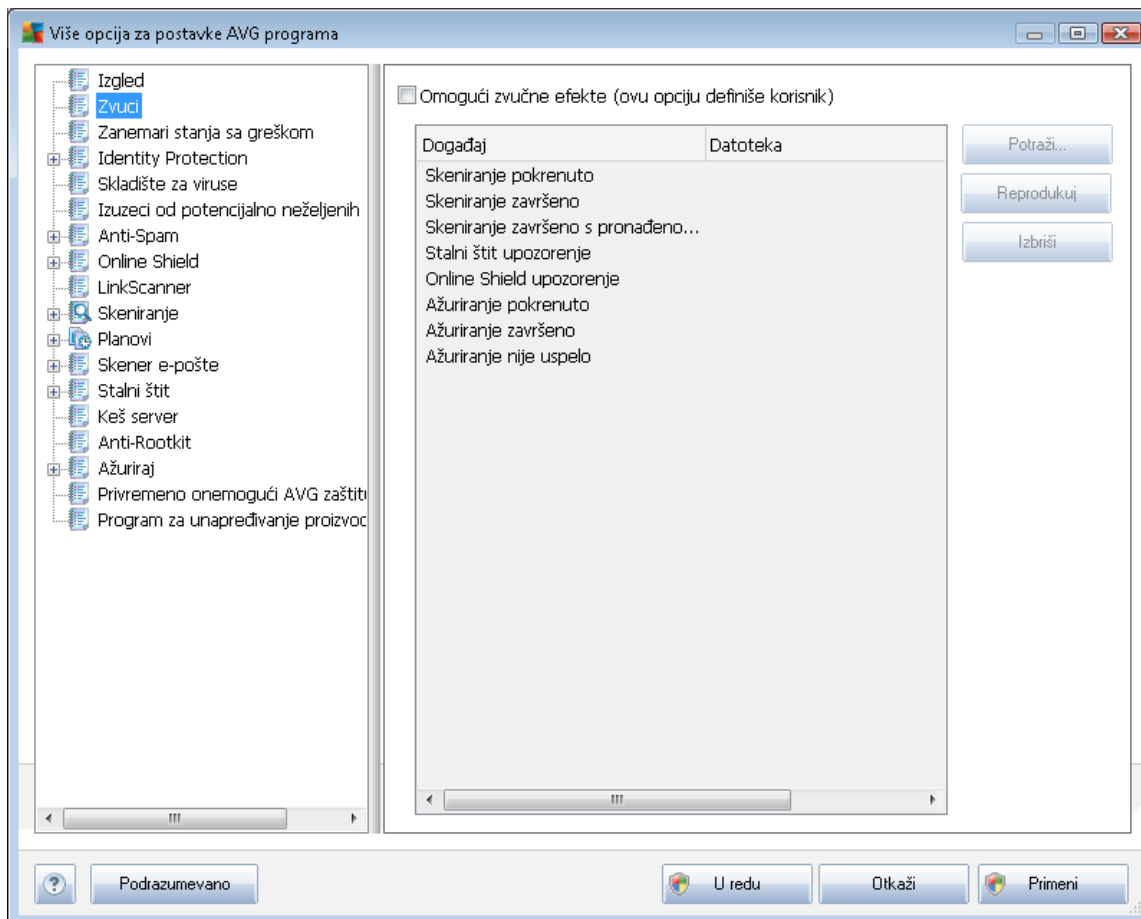 Više opcija za postavke AVG programa
Izgled
Zvuci
Zanemari stanja sa greškom
Identity Protection
Skladište za viruse
Izuzeci od potencijalno neželjenih
Anti-Spam
Online Shield
LinkScanner
Skeniranje
Planovi
Skener e-pošte
Stalni štit
Keš server
Anti-Rootkit
Ažuriraj
Privremeno onemogući AVG zaštitu
Program za unapređivanje proizvod
Omogući zvučne efekte (ovu opciju definiše korisnik)
Događaj Datoteka
Skeniranje pokrenuto
Skeniranje završeno
Skeniranje završeno s pronađeno...
Stalni štit upozorenje
Online Shield upozorenje
Ažuriranje pokrenuto
Ažuriranje završeno
Ažuriranje nije uspelo
Potraži...
Reprodukuj
Izbriši
? Podrazumevano U redu Otkaži Primeni